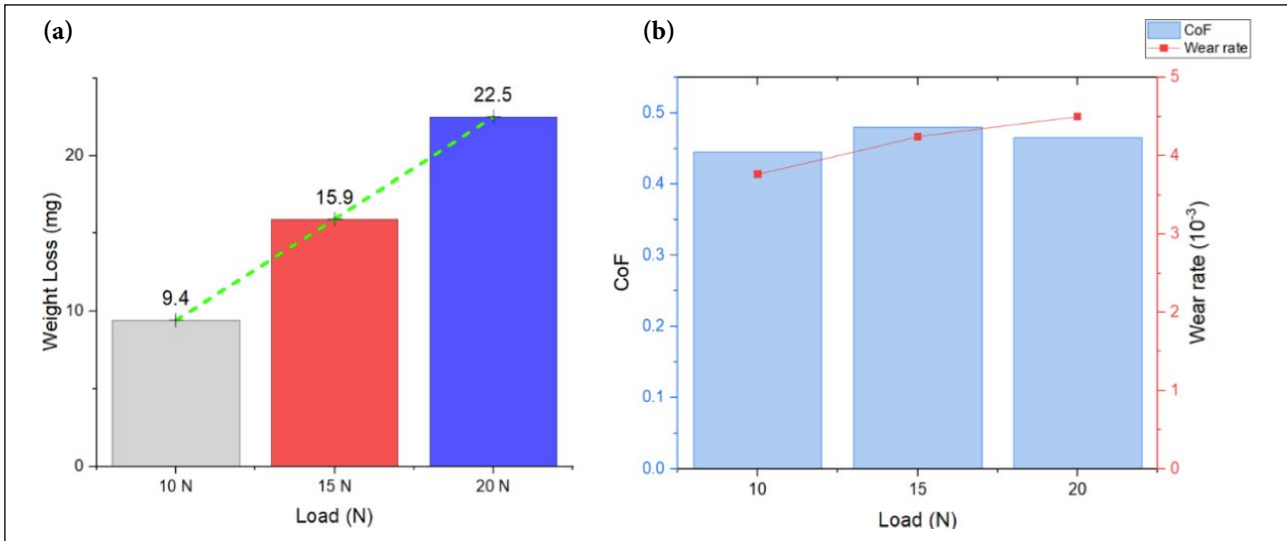 (a)
22.5
15.9
9.4
20
10
0
Weight Loss (mg)
10 N 15 N 20 N
Load (N)
(b)
CoF
Wear rate
0.5
0.4
0.3
0.2
0.1
0.0
CoF
5
4
3
2
1
0
Wear rate (10⁻³)
10 15 20
Load (N)